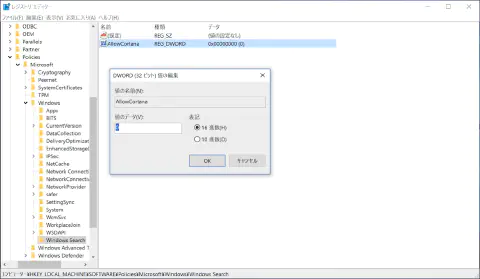 レジストリ エディター
ファイル(F) 編集(E) 表示(V) お気に入り(A) ヘルプ(H)
ODBC
OEM
Partner
Policies
Microsoft
Cryptography
Peernet
SystemCertificates
TPM
Windows
Appx
BITS
CurrentVersion
DataCollection
DeliveryOptimiz
EnhancedStorag
IPSec
NetCache
Network Connect
NetworkConnect
NetworkProvider
safer
SettingSync
System
WcmSvc
WorkplaceJoin
WSDAPI
Windows Search
Windows Advanced T
Windows Defender
名前 種類 データ
(既定) REG_SZ (値の設定なし)
AllowCortana REG_DWORD 0x00000000 (0)
DWORD (32 ビット) 値の編集
値の名前(N):
AllowCortana
値のデータ(V): 表記
0 16 進数(H)
10 進数(D)
OK キャンセル
コンピューター\HKEY_LOCAL_MACHINE\SOFTWARE\Policies\Microsoft\Windows\Windows Search